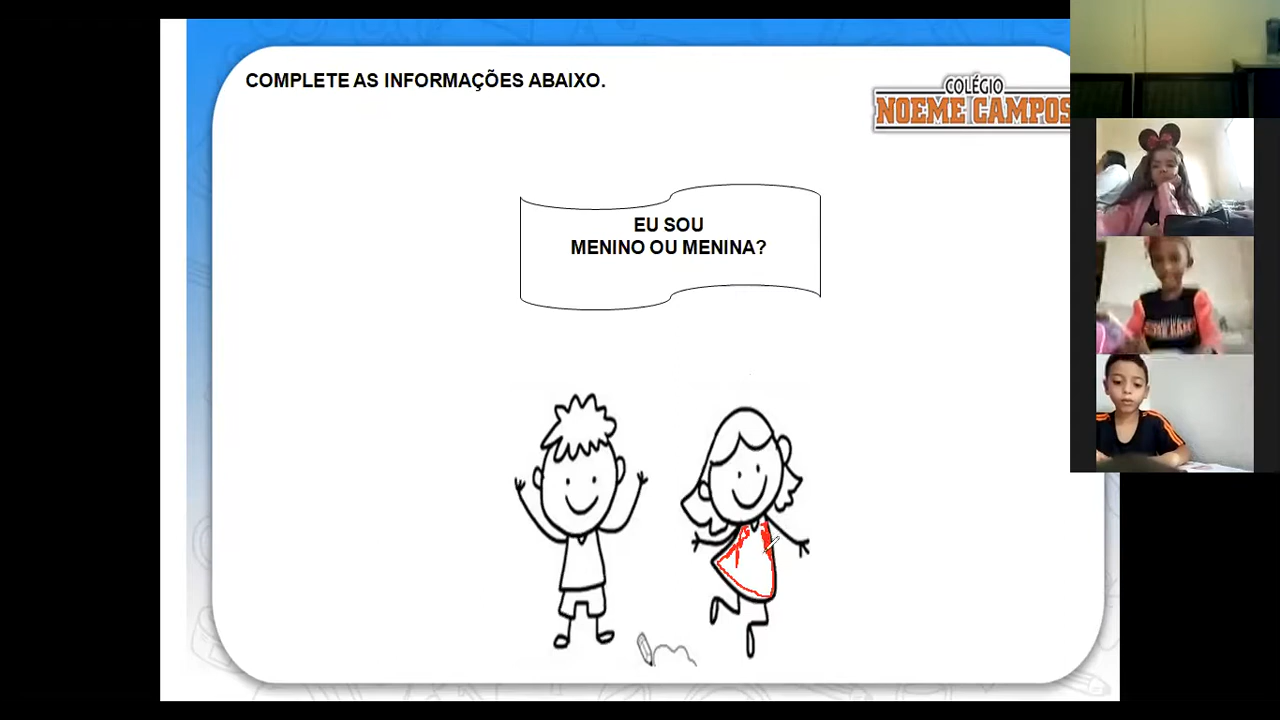 COMPLETE AS INFORMAÇÕES ABAIXO.
COLÉGIO
NOEME CAMPOS
EU SOU
MENINO OU MENINA?